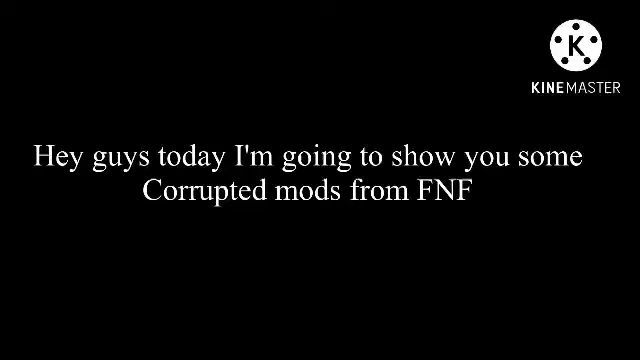 K
KINEMASTER
Hey guys today I'm going to show you some
Corrupted mods from FNF